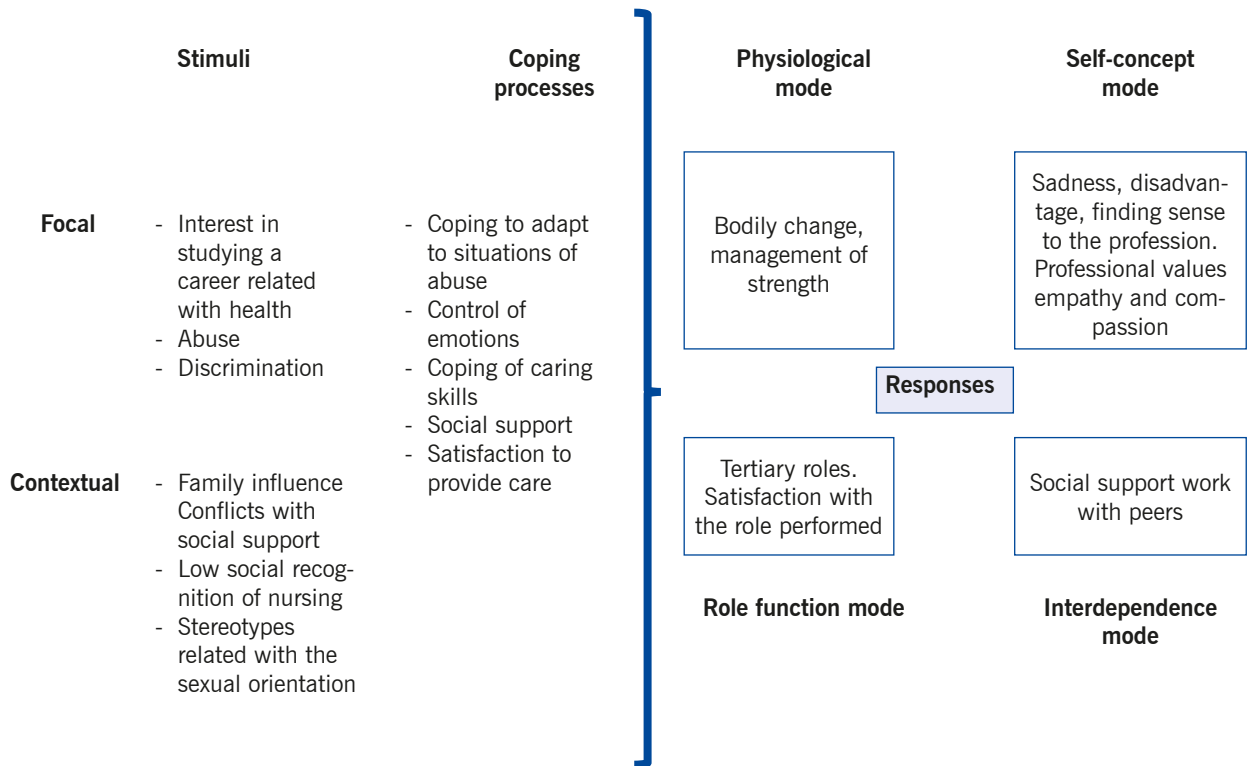 Stimuli
Coping
processes
Physiological
mode
Self-concept
mode
Focal
- Interest in
studying a
career related
with health
- Abuse
- Discrimination
- Coping to adapt
to situations of
abuse
- Control of
emotions
- Coping of caring
skills
- Social support
- Satisfaction to
provide care
Bodily change,
management of
strength
Sadness, disadvan-
tage, finding sense
to the profession.
Professional values
empathy and com-
passion
Responses
Contextual
- Family influence
Conflicts with
social support
- Low social recog-
nition of nursing
- Stereotypes
related with the
sexual orientation
Tertiary roles.
Satisfaction with
the role performed
Social support work
with peers
Role function mode
Interdependence
mode